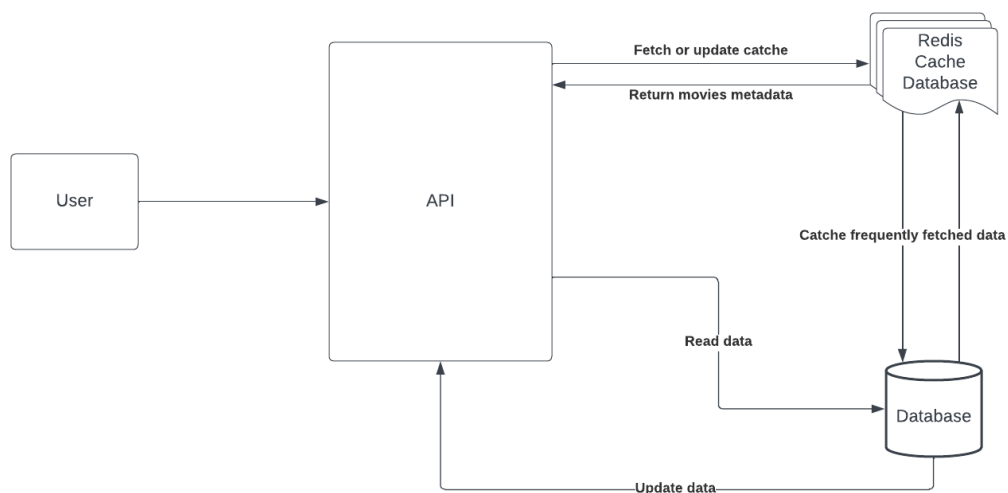 Fetch or update catche
Redis
Cache
Database
Return movies metadata
User
API
Catche frequently fetched data
Read data
Database
Update data